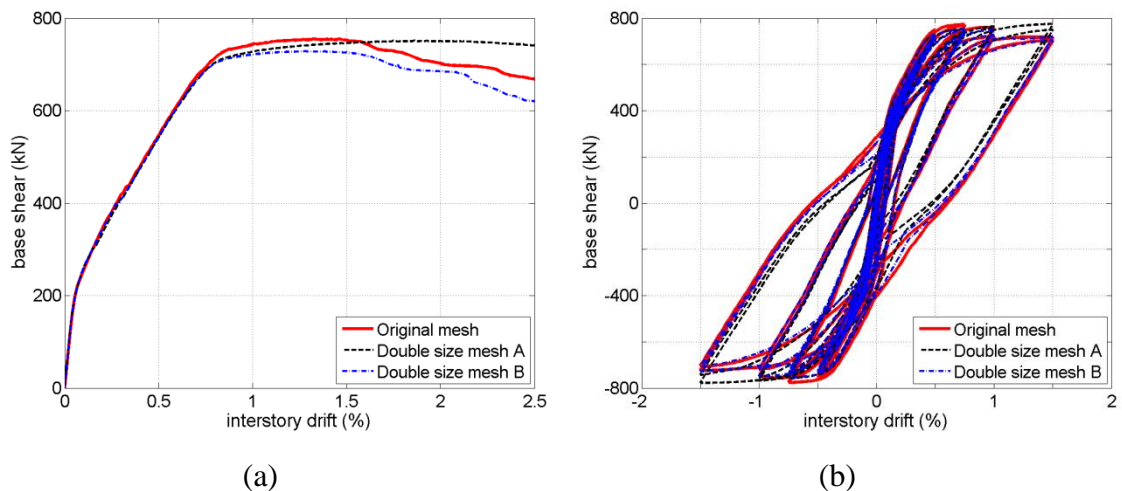 800
600
400
200
0
base shear (kN)
0
0.5
1
1.5
2
2.5
interstory drift (%)
Original mesh
Double size mesh A
Double size mesh B
(a)
800
400
0
-400
-800
base shear (kN)
-2
-1
0
1
2
interstory drift (%)
Original mesh
Double size mesh A
Double size mesh B
(b)